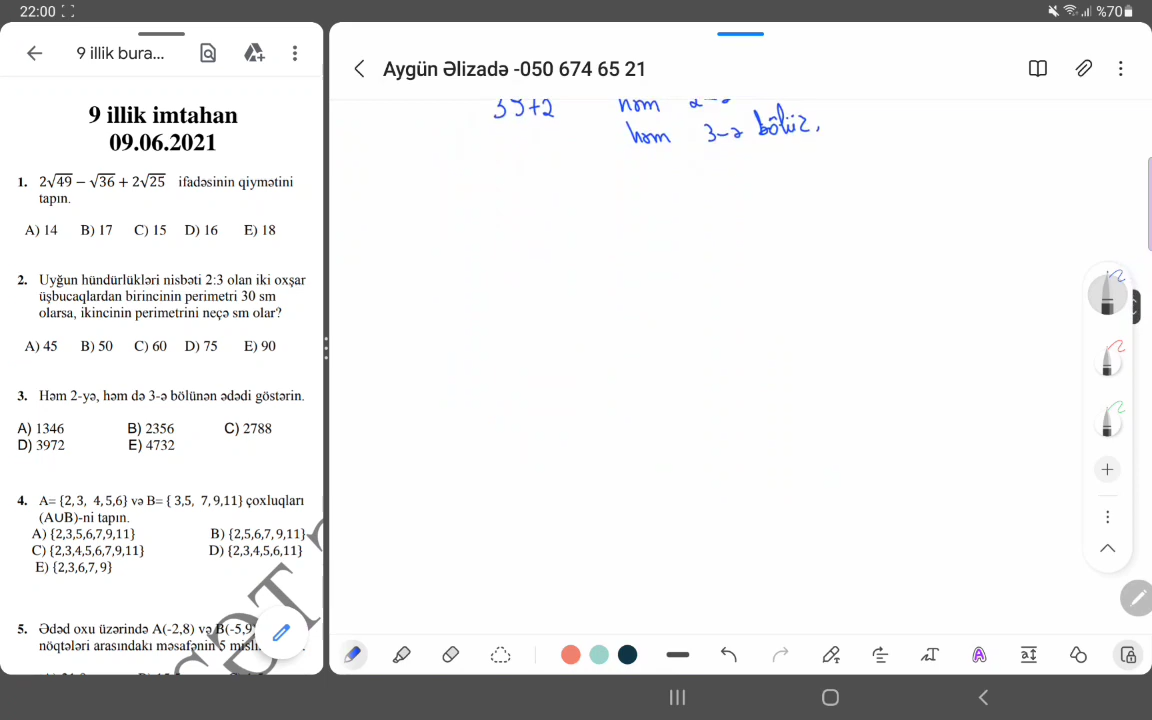 22:00
%70
9 illik bura...
Aygün Əlizadə -050 674 65 21
9 illik imtahan
09.06.2021
1. 2√49 − √36 + 2√25 ifadəsinin qiymətini
tapın.
A) 14 B) 17 C) 15 D) 16 E) 18
2. Uyğun hündürlükləri nisbəti 2:3 olan iki oxşar
üşbucaqlardan birincinin perimetri 30 sm
olarsa, ikincinin perimetrini neçə sm olar?
A) 45 B) 50 C) 60 D) 75 E) 90
3. Həm 2-yə, həm də 3-ə bölünən ədədi göstərin.
A) 1346 B) 2356 C) 2788
D) 3972 E) 4732
4. A= {2,3, 4,5,6} və B= { 3,5, 7,9,11} çoxluqları
(A∪B)-ni tapın.
A) {2,3,5,6,7,9,11} B) {2,5,6,7,9,11}
C) {2,3,4,5,6,7,9,11} D) {2,3,4,5,6,11}
E) {2,3,6,7,9}
5. Ədəd oxu üzərində A(-2,8) və B(-5,9
nöqtələri arasındakı məsafənin 5 misli
həm
həm 3-ə bölüz.